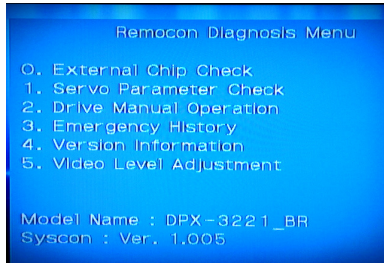 Remocon Diagnosis Menu
0. External Chip Check
1. Servo Parameter Check
2. Drive Manual Operation
3. Emergency History
4. Version Information
5. Video Level Adjustment
Model Name : DPX-3221_BR
Syscon : Ver. 1.005